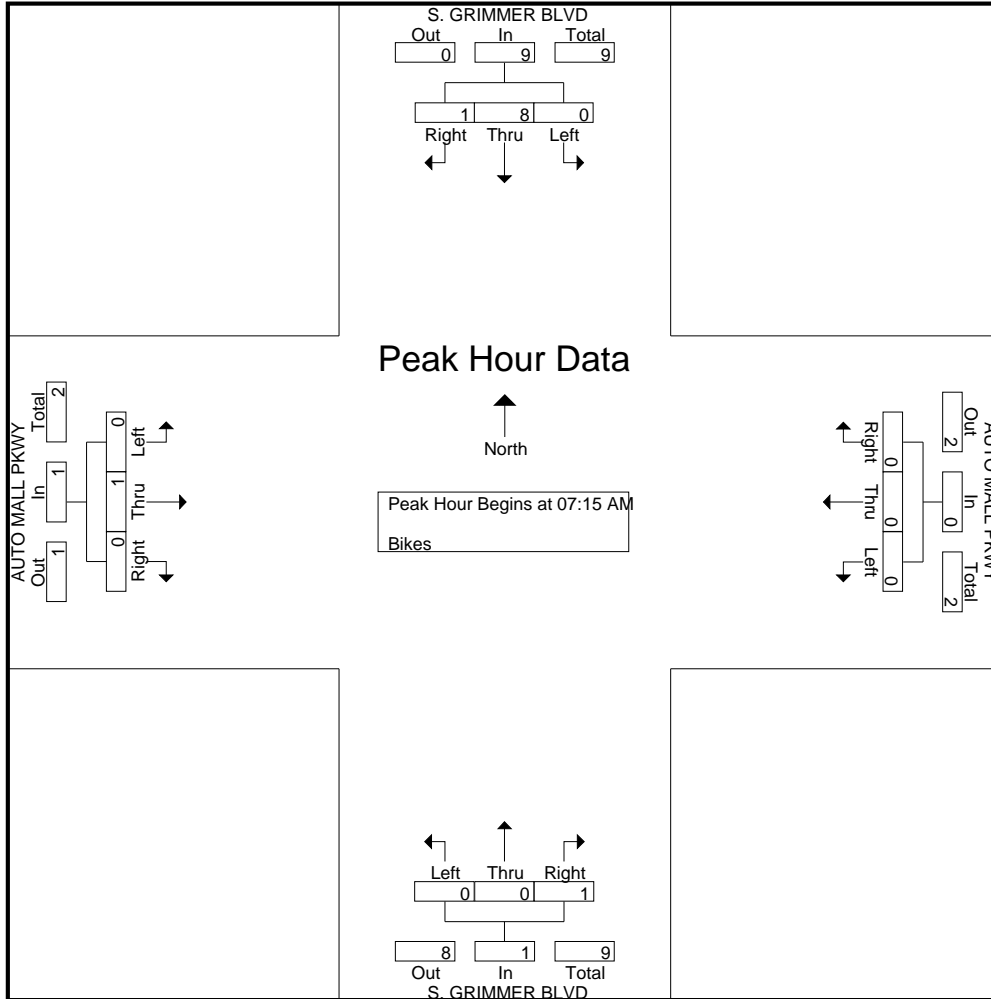 S. GRIMMER BLVD
Out In Total
0 9 9
1 8 0
Right Thru Left
Peak Hour Data
North
Peak Hour Begins at 07:15 AM
Bikes
AUTO MALL PKWY
Out In Total
1 1 2
Right Thru Left
0 1 0
AUTO MALL PKWY
Out In Total
2 0 2
Right Thru Left
0 0 0
Left Thru Right
0 0 1
8 1 9
Out In Total
S. GRIMMER BLVD